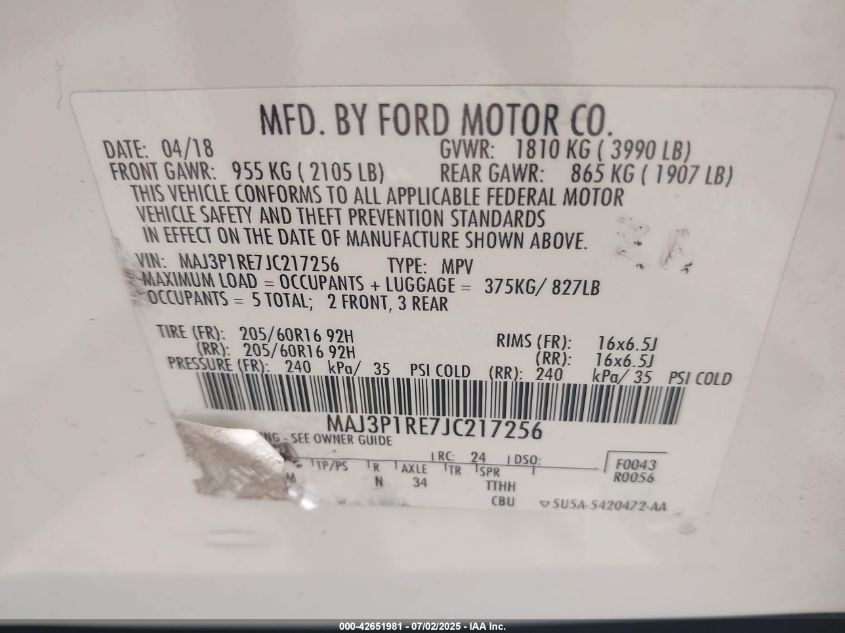 MFD. BY FORD MOTOR CO.
DATE: 04/18 GVWR: 1810 KG ( 3990 LB)
FRONT GAWR: 955 KG ( 2105 LB) REAR GAWR: 865 KG ( 1907 LB)
THIS VEHICLE CONFORMS TO ALL APPLICABLE FEDERAL MOTOR
VEHICLE SAFETY AND THEFT PREVENTION STANDARDS
IN EFFECT ON THE DATE OF MANUFACTURE SHOWN ABOVE.
VIN: MAJ3P1RE7JC217256 TYPE: MPV
MAXIMUM LOAD = OCCUPANTS + LUGGAGE = 375KG/ 827LB
OCCUPANTS = 5 TOTAL; 2 FRONT, 3 REAR
TIRE (FR): 205/60R16 92H RIMS (FR): 16x6.5J
(RR): 205/60R16 92H (RR): 16x6.5J
PRESSURE (FR): 240 kPa/ 35 PSI COLD (RR): 240 kPa/ 35 PSI COLD
MAJ3P1RE7JC217256
- SEE OWNER GUIDE
RC: 24 DSO: F0043
TP/PS R AXLE TR SPR R0056
N 34 TTHH
CBU 5U5A-5420472-AA
000-42651981 - 07/02/2025 - IAA Inc.